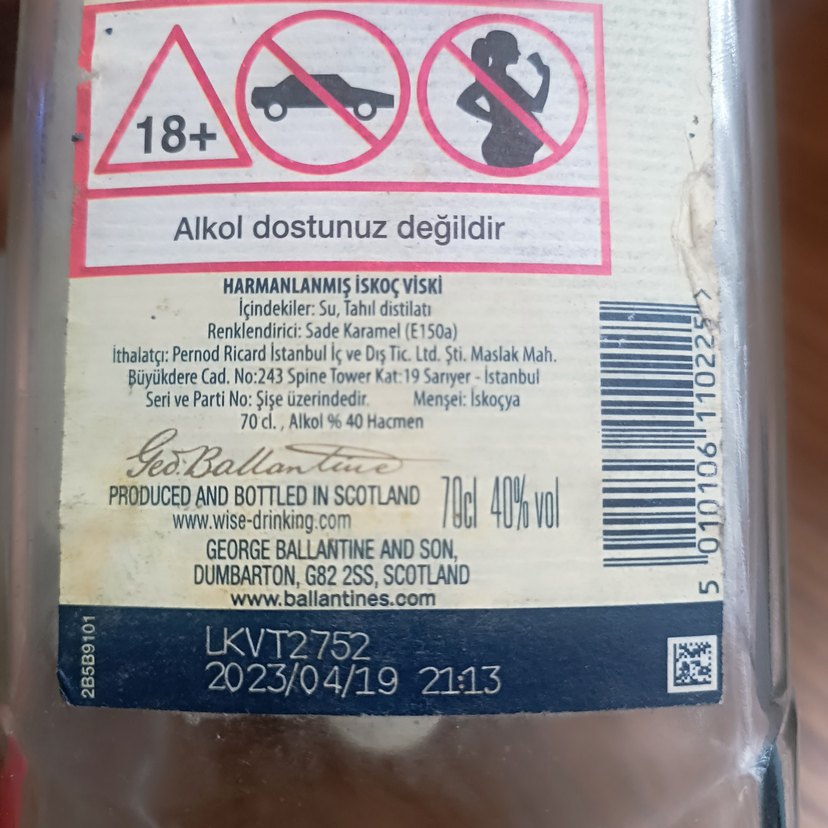 18+
Alkol dostunuz değildir
HARMANLANMIŞ İSKOÇ VİSKİ
İçindekiler: Su, Tahıl distilatı
Renklendirici: Sade Karamel (E150a)
İthalatçı: Pernod Ricard İstanbul İç ve Dış Tic. Ltd. Şti. Maslak Mah.
Büyükdere Cad. No:243 Spine Tower Kat:19 Sarıyer - İstanbul
Seri ve Parti No: Şişe üzerindedir. Menşei: İskoçya
70 cl. , Alkol % 40 Hacmen
Geo. Ballantine
PRODUCED AND BOTTLED IN SCOTLAND
70cl 40% vol
www.wise-drinking.com
GEORGE BALLANTINE AND SON,
DUMBARTON, G82 2SS, SCOTLAND
www.ballantines.com
5 010106 110225 >
2B5B9101
LKVT2752
2023/04/19 21:13